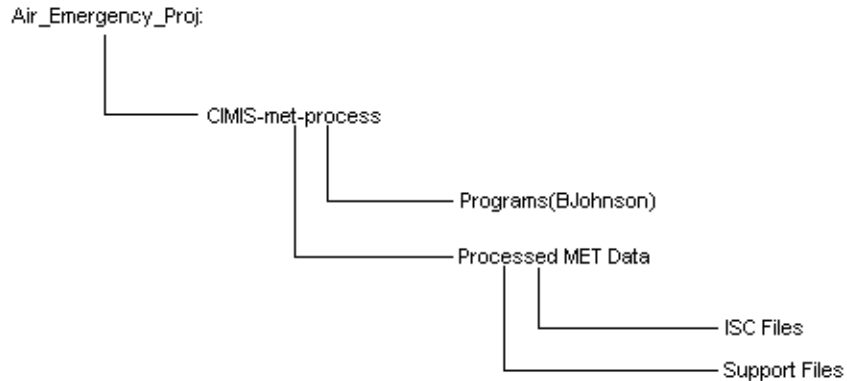 Air_Emergency_Proj:
CIMIS-met-process
Programs(BJohnson)
Processed MET Data
ISC Files
Support Files